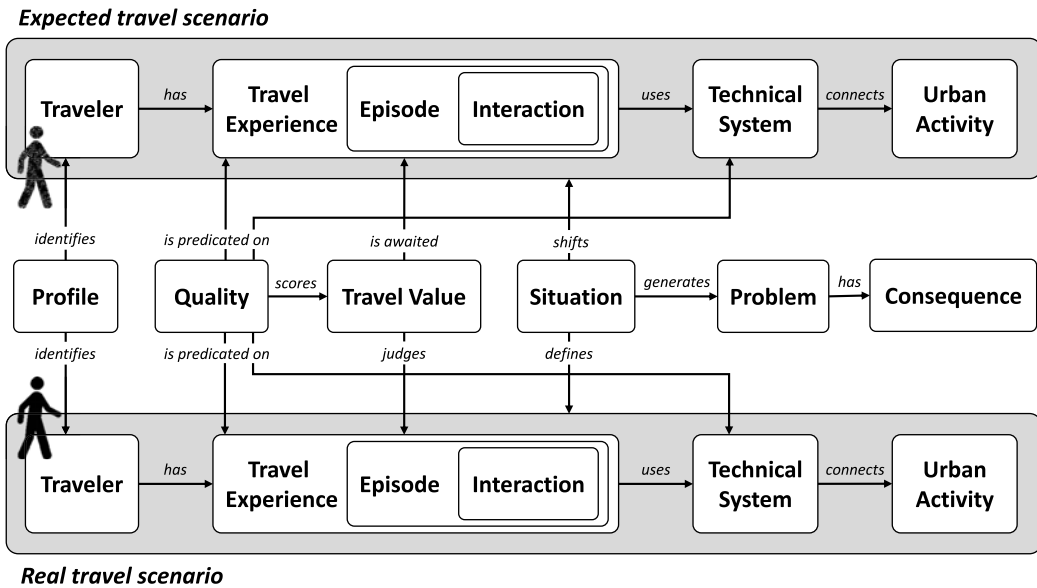 Expected travel scenario
Traveler
has
Travel
Experience
Episode
Interaction
uses
Technical
System
connects
Urban
Activity
identifies
is predicated on
is awaited
shifts
Profile
Quality
scores
Travel Value
Situation
generates
Problem
has
Consequence
identifies
is predicated on
judges
defines
Traveler
has
Travel
Experience
Episode
Interaction
uses
Technical
System
connects
Urban
Activity
Real travel scenario